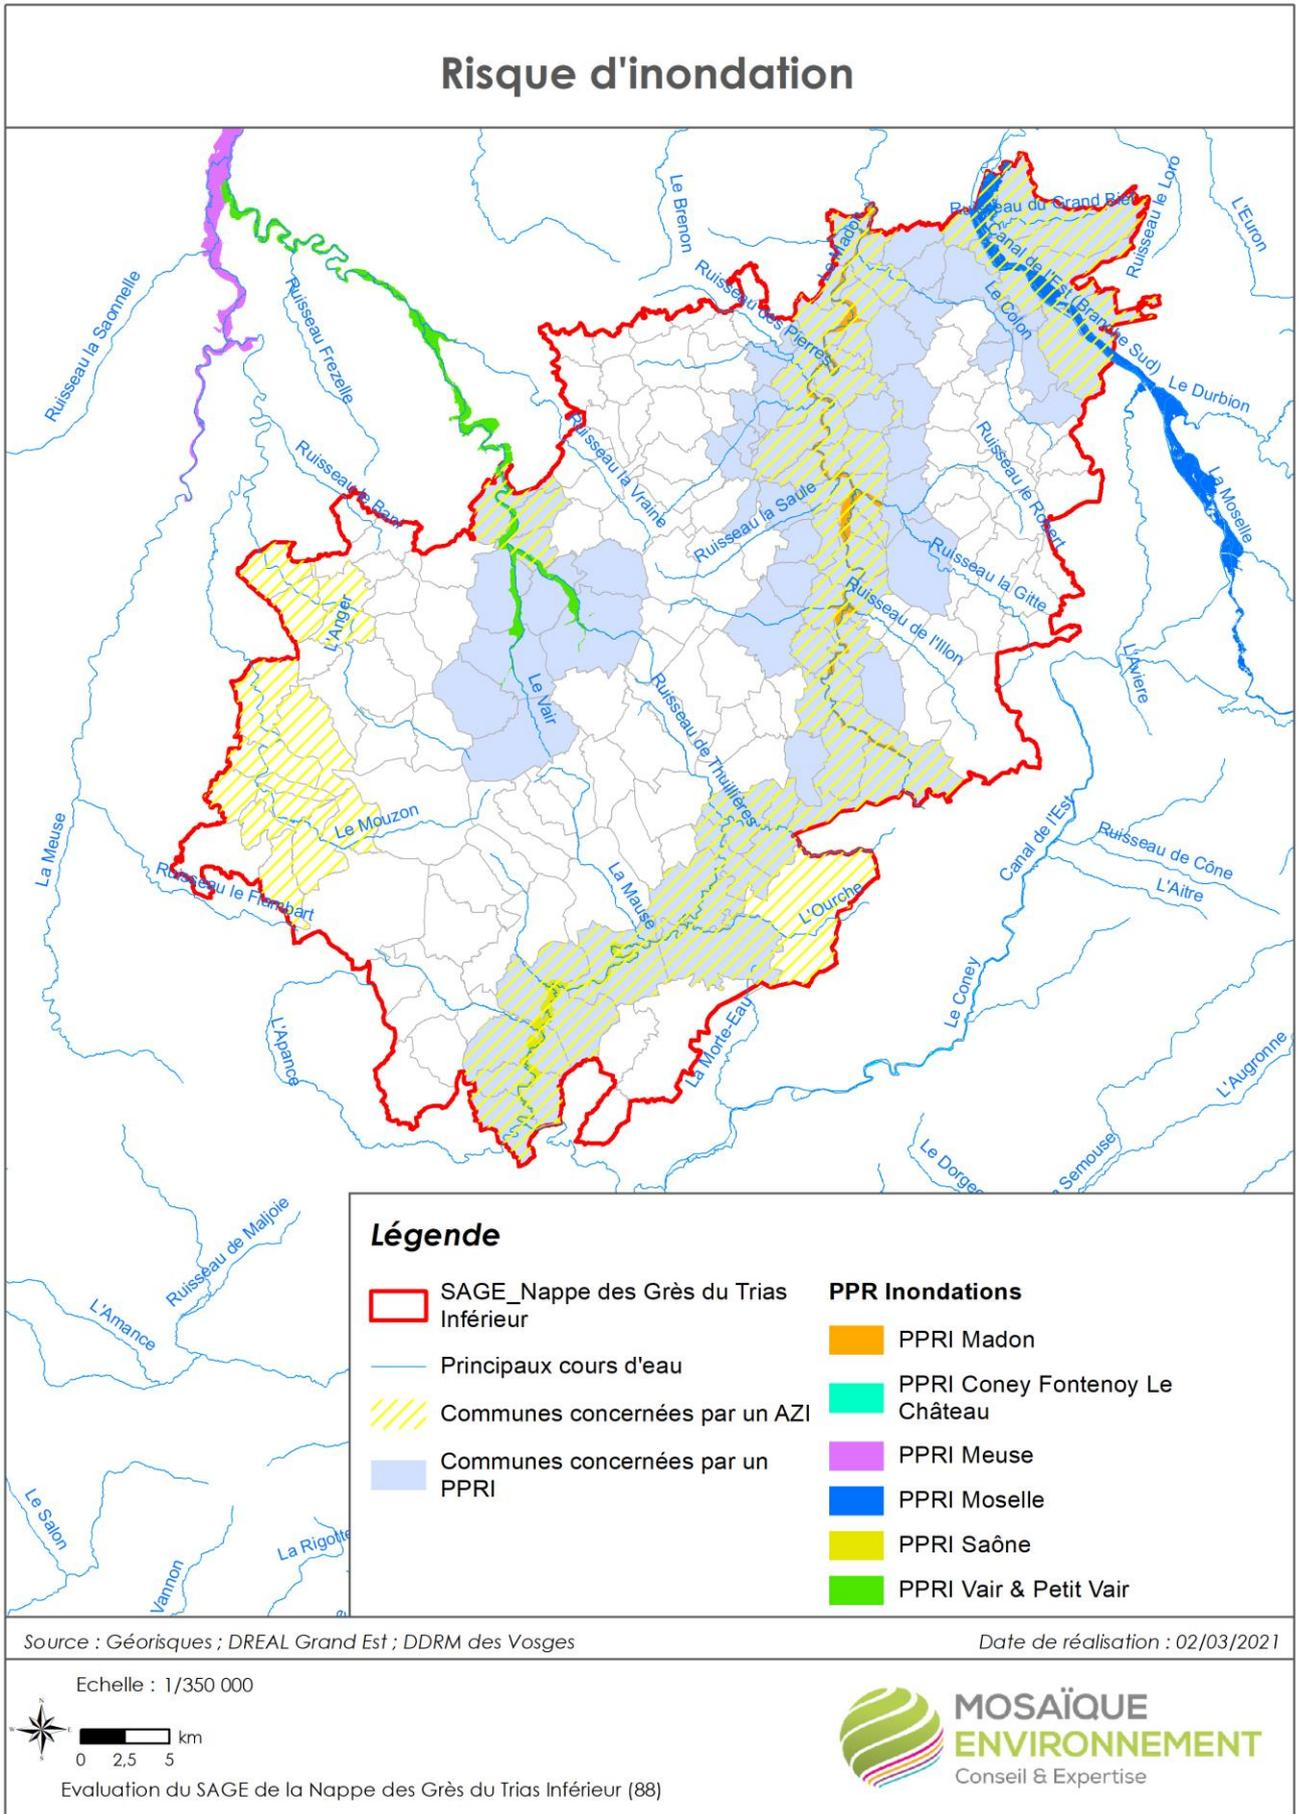 Risque d'inondation
Le Brenon
Ruisseau du Grand Bief
Ruisseau le Loro
L'Euron
Le Madon
Ruisseau la Saonnelle
Ruisseau Frezelle
Ruisseau des Pierres
Canal de l'Est (Branche Sud)
Le Colon
Le Durbion
Ruisseau la Vraine
Ruisseau le Bani
Ruisseau la Saule
Ruisseau le Robert
La Moselle
Ruisseau la Gitte
L'Anger
Ruisseau de l'Illon
L'Aviere
Le Vair
Ruisseau de Thuillières
Le Mouzon
La Meuse
Canal de l'Est
Ruisseau de Cône
L'Aitre
Ruisseau le Flambart
La Mause
L'Ourche
Le Coney
L'Apance
La Morte-Eau
L'Augronne
Semouse
Ruisseau de Maljoie
L'Amance
Le Salon
Vannon
La Rigotte
Légende
SAGE_Nappe des Grès du Trias
Inférieur
Principaux cours d'eau
Communes concernées par un AZI
Communes concernées par un
PPRI
PPR Inondations
PPRI Madon
PPRI Coney Fontenoy Le
Château
PPRI Meuse
PPRI Moselle
PPRI Saône
PPRI Vair & Petit Vair
Source : Géorisques ; DREAL Grand Est ; DDRM des Vosges
Date de réalisation : 02/03/2021
Echelle : 1/350 000
N
W E
S
km
0 2,5 5
Evaluation du SAGE de la Nappe des Grès du Trias Inférieur (88)
MOSAÏQUE
ENVIRONNEMENT
Conseil & Expertise